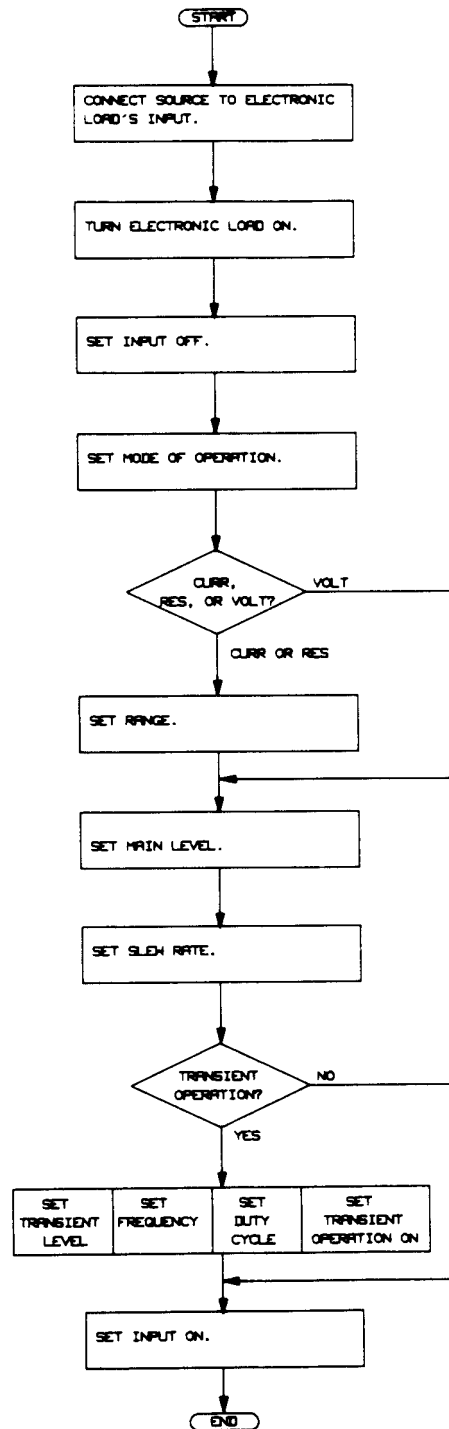 START
CONNECT SOURCE TO ELECTRONIC
LOAD'S INPUT.
TURN ELECTRONIC LOAD ON.
SET INPUT OFF.
SET MODE OF OPERATION.
CURR,
RES, OR VOLT?
VOLT
CURR OR RES
SET RANGE.
SET MAIN LEVEL.
SET SLEW RATE.
TRANSIENT
OPERATION?
NO
YES
SET
TRANSIENT
LEVEL
SET
FREQUENCY
SET
DUTY
CYCLE
SET
TRANSIENT
OPERATION ON
SET INPUT ON.
END